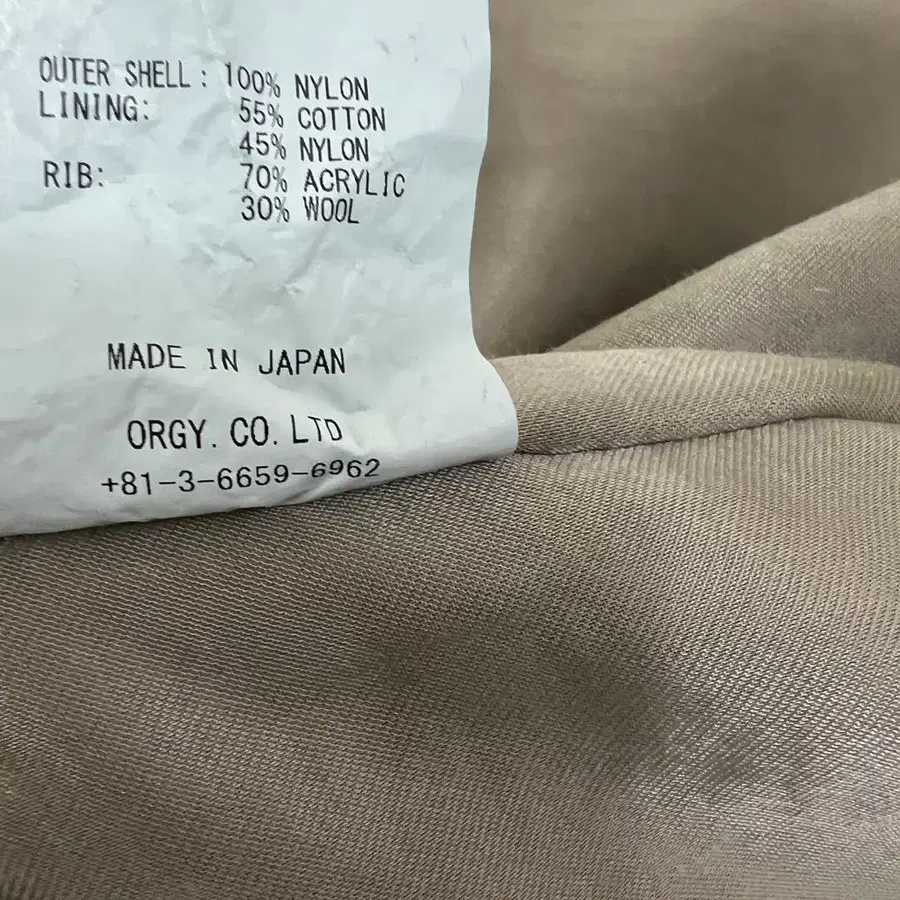 OUTER SHELL : 100% NYLON
LINING: 55% COTTON
45% NYLON
RIB: 70% ACRYLIC
30% WOOL
MADE IN JAPAN
ORGY. CO. LTD
+81-3-6659-6962